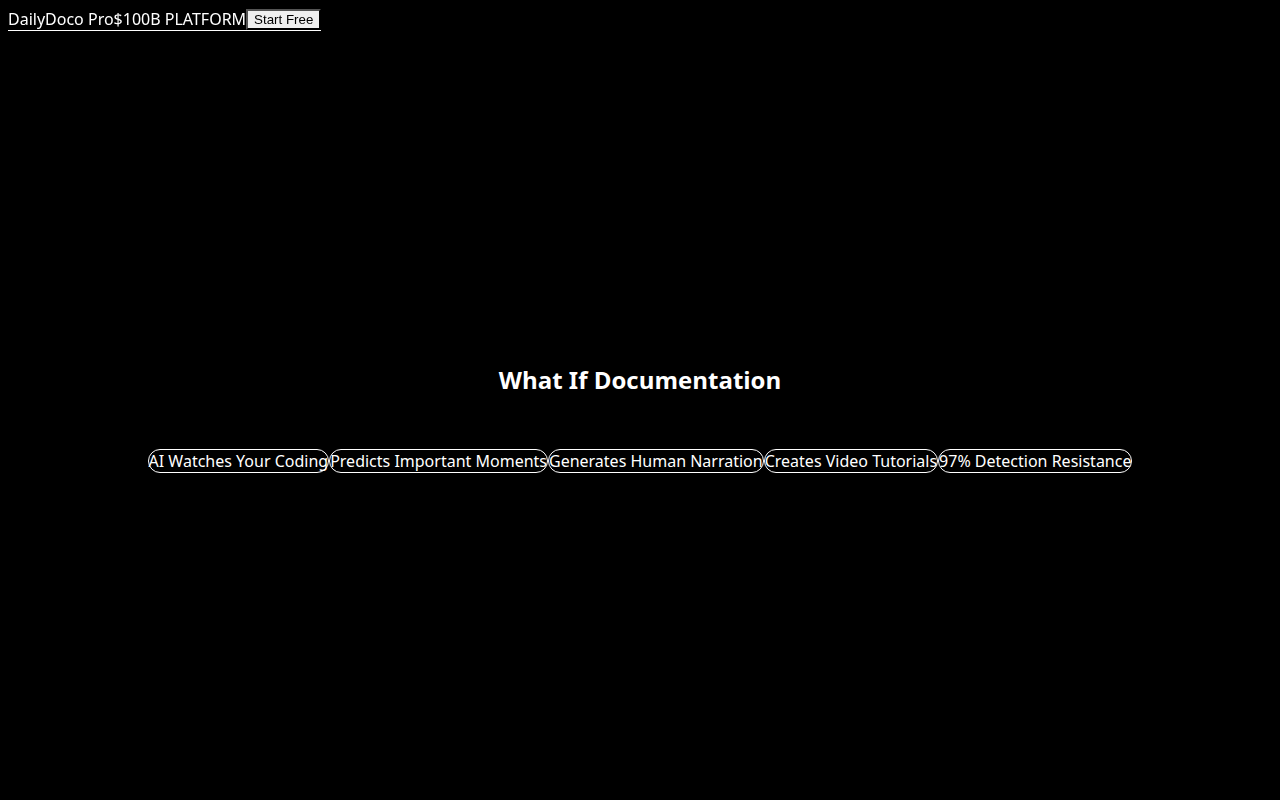 DailyDoco Pro$100B PLATFORM Start Free
What If Documentation
AI Watches Your Coding Predicts Important Moments Generates Human Narration Creates Video Tutorials 97% Detection Resistance